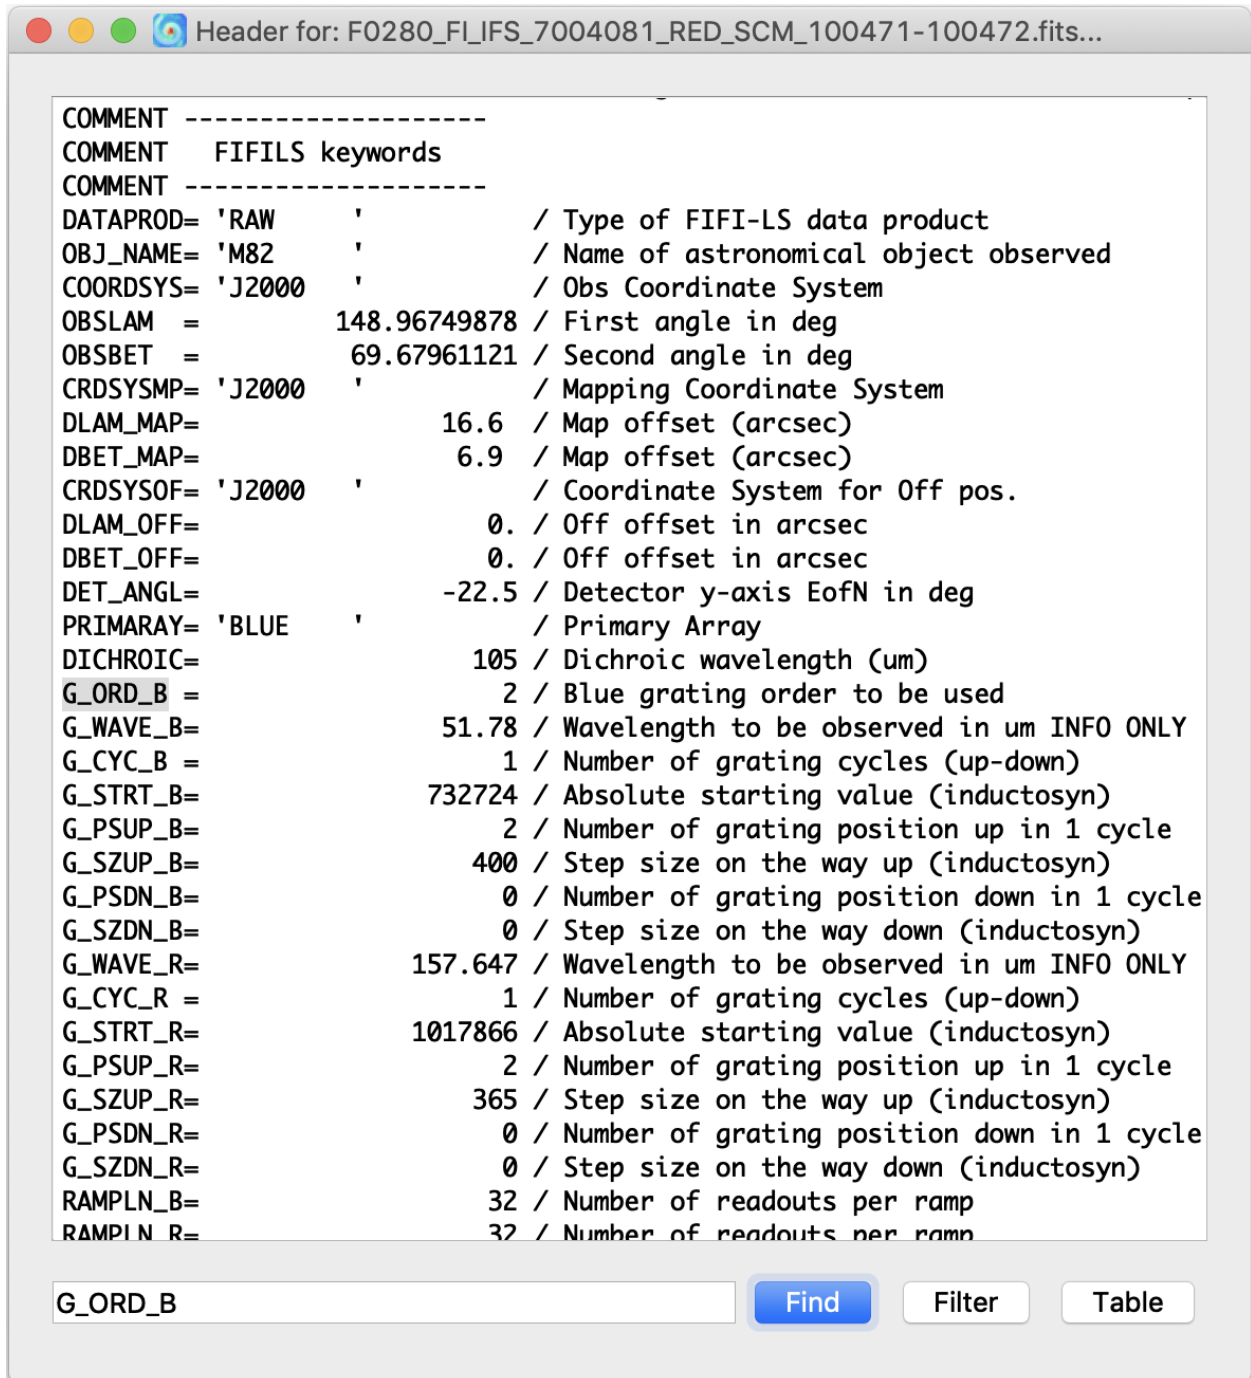 Header for: F0280_FI_IFS_7004081_RED_SCM_100471-100472.fits...
COMMENT --------------------
COMMENT   FIFILS keywords
COMMENT --------------------
DATAPROD= 'RAW     '           / Type of FIFI-LS data product
OBJ_NAME= 'M82     '           / Name of astronomical object observed
COORDSYS= 'J2000   '           / Obs Coordinate System
OBSLAM  =         148.96749878 / First angle in deg
OBSBET  =          69.67961121 / Second angle in deg
CRDSYSMP= 'J2000   '           / Mapping Coordinate System
DLAM_MAP=                16.6  / Map offset (arcsec)
DBET_MAP=                 6.9  / Map offset (arcsec)
CRDSYSOF= 'J2000   '           / Coordinate System for Off pos.
DLAM_OFF=                   0. / Off offset in arcsec
DBET_OFF=                   0. / Off offset in arcsec
DET_ANGL=                -22.5 / Detector y-axis EofN in deg
PRIMARAY= 'BLUE    '           / Primary Array
DICHROIC=                  105 / Dichroic wavelength (um)
G_ORD_B =                    2 / Blue grating order to be used
G_WAVE_B=                51.78 / Wavelength to be observed in um INFO ONLY
G_CYC_B =                    1 / Number of grating cycles (up-down)
G_STRT_B=               732724 / Absolute starting value (inductosyn)
G_PSUP_B=                    2 / Number of grating position up in 1 cycle
G_SZUP_B=                  400 / Step size on the way up (inductosyn)
G_PSDN_B=                    0 / Number of grating position down in 1 cycle
G_SZDN_B=                    0 / Step size on the way down (inductosyn)
G_WAVE_R=              157.647 / Wavelength to be observed in um INFO ONLY
G_CYC_R =                    1 / Number of grating cycles (up-down)
G_STRT_R=              1017866 / Absolute starting value (inductosyn)
G_PSUP_R=                    2 / Number of grating position up in 1 cycle
G_SZUP_R=                  365 / Step size on the way up (inductosyn)
G_PSDN_R=                    0 / Number of grating position down in 1 cycle
G_SZDN_R=                    0 / Step size on the way down (inductosyn)
RAMPLN_B=                   32 / Number of readouts per ramp
RAMPLN_R=                   32 / Number of readouts per ramp
G_ORD_B Find Filter Table